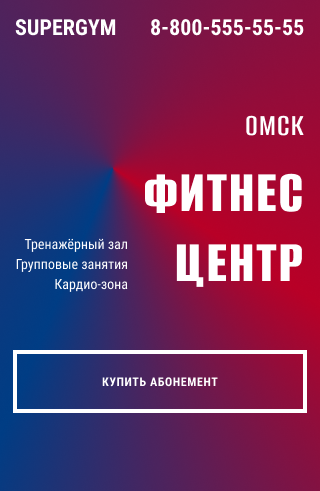 SUPERGYM 8-800-555-55-55
ОМСК
ФИТНЕС
ЦЕНТР
Тренажёрный зал
Групповые занятия
Кардио-зона
КУПИТЬ АБОНЕМЕНТ